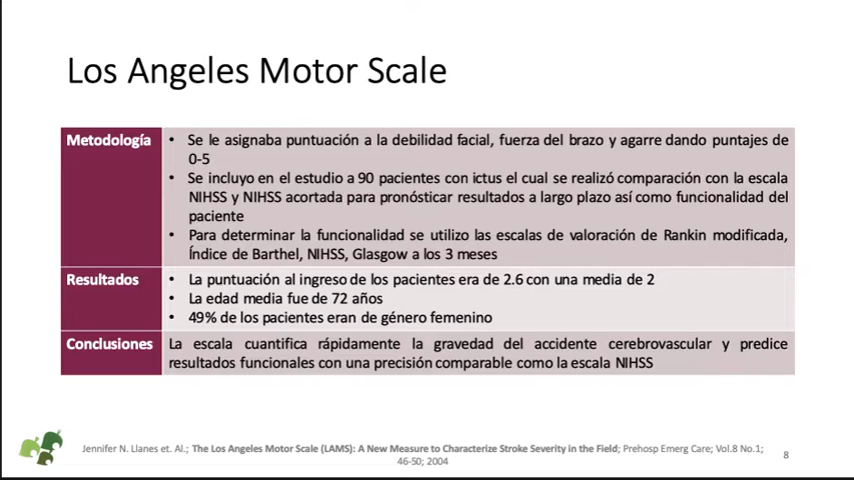 Los Angeles Motor Scale
Metodología
• Se le asignaba puntuación a la debilidad facial, fuerza del brazo y agarre dando puntajes de
0-5
• Se incluyo en el estudio a 90 pacientes con ictus el cual se realizó comparación con la escala
NIHSS y NIHSS acortada para pronósticar resultados a largo plazo así como funcionalidad del
paciente
• Para determinar la funcionalidad se utilizo las escalas de valoración de Rankin modificada,
Índice de Barthel, NIHSS, Glasgow a los 3 meses
Resultados
• La puntuación al ingreso de los pacientes era de 2.6 con una media de 2
• La edad media fue de 72 años
• 49% de los pacientes eran de género femenino
Conclusiones
La escala cuantifica rápidamente la gravedad del accidente cerebrovascular y predice
resultados funcionales con una precisión comparable como la escala NIHSS
Jennifer N. Llanes et. Al.; The Los Angeles Motor Scale (LAMS): A New Measure to Characterize Stroke Severity in the Field; Prehosp Emerg Care; Vol.8 No.1;
46-50; 2004
8